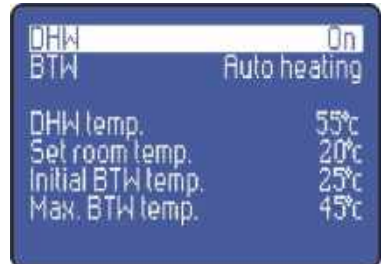 DHW On
BTW Auto heating
DHW temp. 55°c
Set room temp. 20°c
Initial BTW temp. 25°c
Max. BTW temp. 45°c